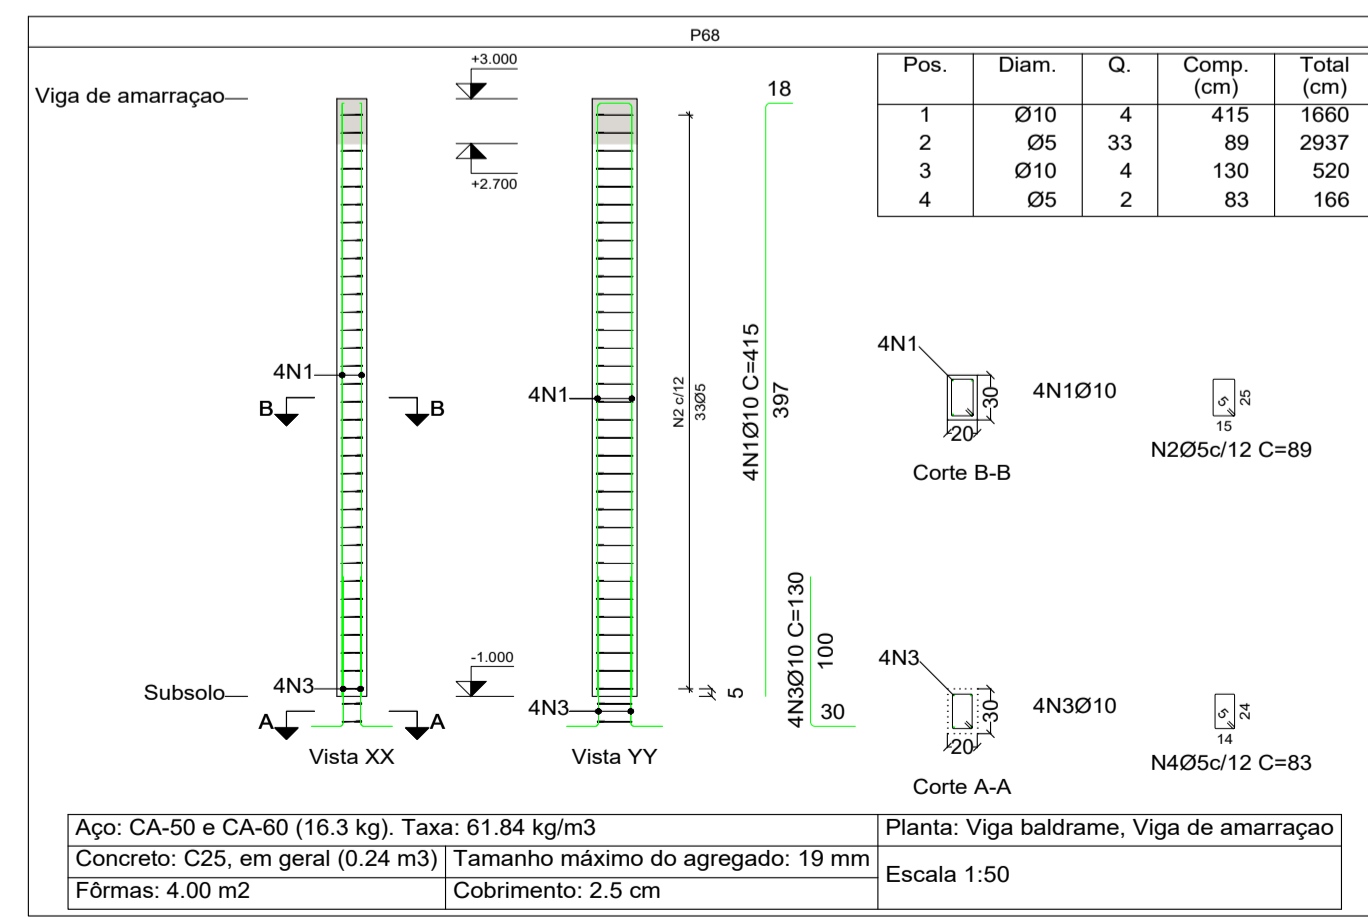 P68
Pos. Diam. Q. Comp. (cm) Total (cm)
1 Ø10 4 415 1660
2 Ø5 33 89 2937
3 Ø10 4 130 520
4 Ø5 2 83 166
Viga de amarraçao
+3.000
+2.700
18
4N1
B B
4N1
N2 c/12
33Ø5
4N1Ø10 C=415
397
4N1
30
20
4N1Ø10
Corte B-B
5
25
15
N2Ø5c/12 C=89
Subsolo
-1.000
4N3
A A
4N3
5
4N3Ø10 C=130
100
30
Vista XX
Vista YY
4N3
30
20
4N3Ø10
Corte A-A
5
24
14
N4Ø5c/12 C=83
Aço: CA-50 e CA-60 (16.3 kg). Taxa: 61.84 kg/m3
Planta: Viga baldrame, Viga de amarraçao
Concreto: C25, em geral (0.24 m3)
Tamanho máximo do agregado: 19 mm
Escala 1:50
Fôrmas: 4.00 m2
Cobrimento: 2.5 cm